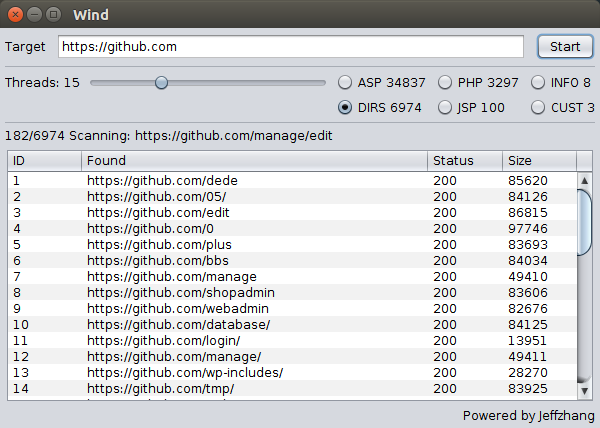 Wind
Target https://github.com Start
Threads: 15 ASP 34837 PHP 3297 INFO 8
DIRS 6974 JSP 100 CUST 3
182/6974 Scanning: https://github.com/manage/edit
ID Found Status Size
1 https://github.com/dede 200 85620
2 https://github.com/05/ 200 84126
3 https://github.com/edit 200 86815
4 https://github.com/0 200 97746
5 https://github.com/plus 200 83693
6 https://github.com/bbs 200 84034
7 https://github.com/manage 200 49410
8 https://github.com/shopadmin 200 83606
9 https://github.com/webadmin 200 82676
10 https://github.com/database/ 200 84125
11 https://github.com/login/ 200 13951
12 https://github.com/manage/ 200 49411
13 https://github.com/wp-includes/ 200 28270
14 https://github.com/tmp/ 200 83925
Powered by Jeffzhang